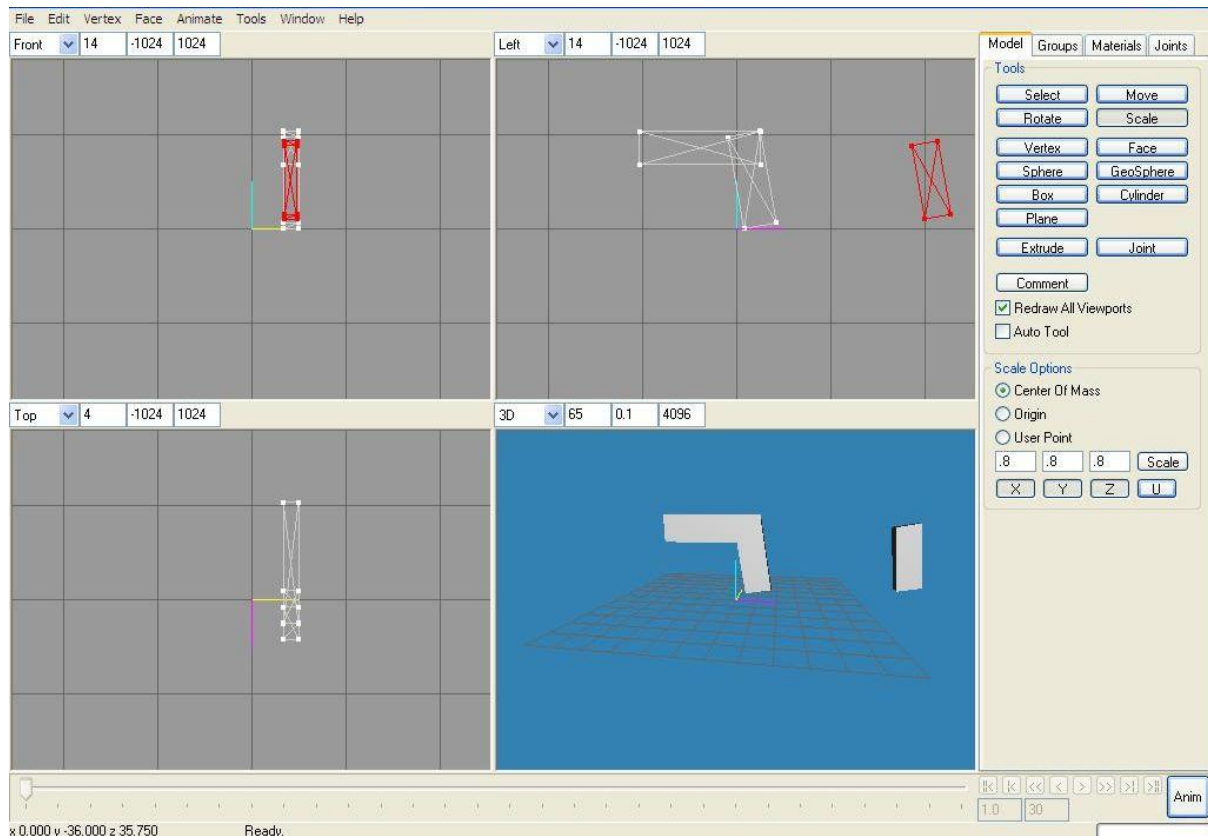 File Edit Vertex Face Animate Tools Window Help
Front 14 -1024 1024
Left 14 -1024 1024
Model Groups Materials Joints
Tools
Select Move
Rotate Scale
Vertex Face
Sphere GeoSphere
Box Cylinder
Plane
Extrude Joint
Comment
Redraw All Viewports
Auto Tool
Scale Options
Center Of Mass
Origin
User Point
.8 .8 .8 Scale
X Y Z U
Top 4 -1024 1024
3D 65 0.1 4096
1.0 30
Anim
x 0.000 y -36.000 z 35.750 Ready.